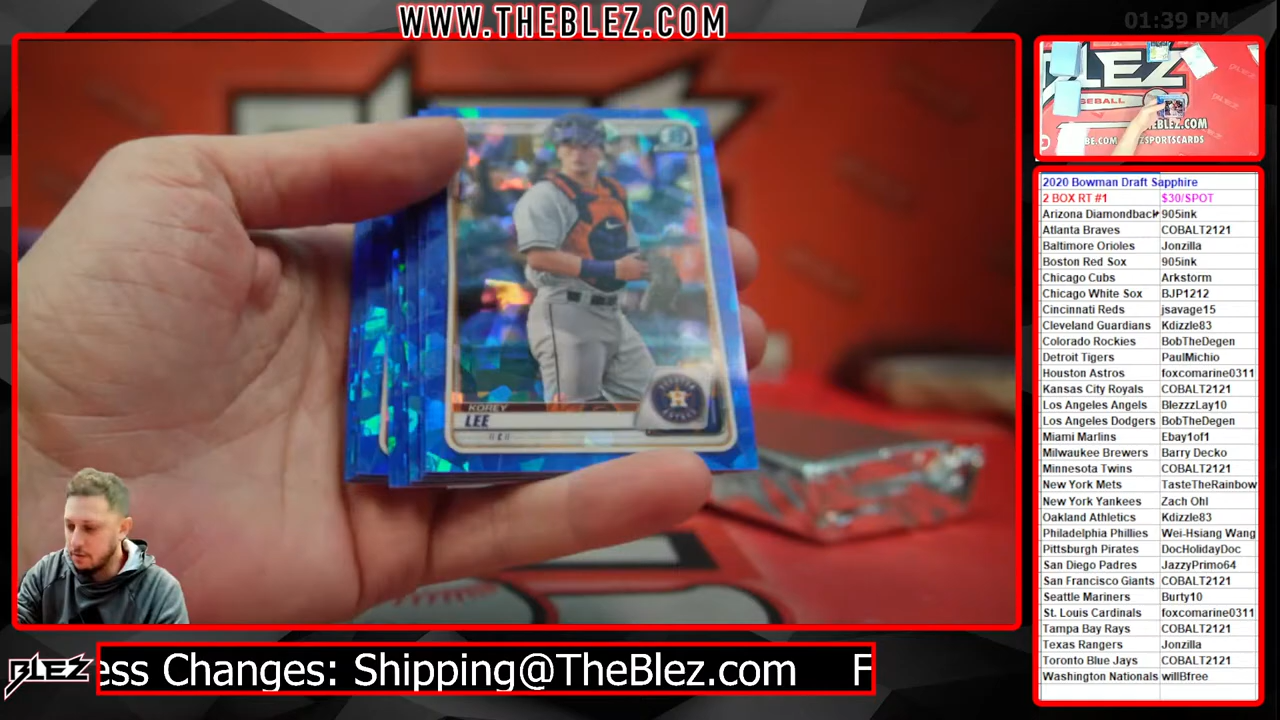 WWW.THEBLEZ.COM
01:39 PM
LEZ
BASEBALL
BLEZ.COM
KOREY
LEE
C
2020 Bowman Draft Sapphire
2 BOX RT #1 $30/SPOT
Arizona Diamondback 905ink
Atlanta Braves COBALT2121
Baltimore Orioles Jonzilla
Boston Red Sox 905ink
Chicago Cubs Arkstorm
Chicago White Sox BJP1212
Cincinnati Reds jsavage15
Cleveland Guardians Kdizzle83
Colorado Rockies BobTheDegen
Detroit Tigers PaulMichio
Houston Astros foxcomarine0311
Kansas City Royals COBALT2121
Los Angeles Angels BlezzzLay10
Los Angeles Dodgers BobTheDegen
Miami Marlins Ebay1of1
Milwaukee Brewers Barry Decko
Minnesota Twins COBALT2121
New York Mets TasteTheRainbow
New York Yankees Zach Ohl
Oakland Athletics Kdizzle83
Philadelphia Phillies Wei-Hsiang Wang
Pittsburgh Pirates DocHolidayDoc
San Diego Padres JazzyPrimo64
San Francisco Giants COBALT2121
Seattle Mariners Burty10
St. Louis Cardinals foxcomarine0311
Tampa Bay Rays COBALT2121
Texas Rangers Jonzilla
Toronto Blue Jays COBALT2121
Washington Nationals willBfree
BLEZ
ess Changes: Shipping@TheBlez.com F